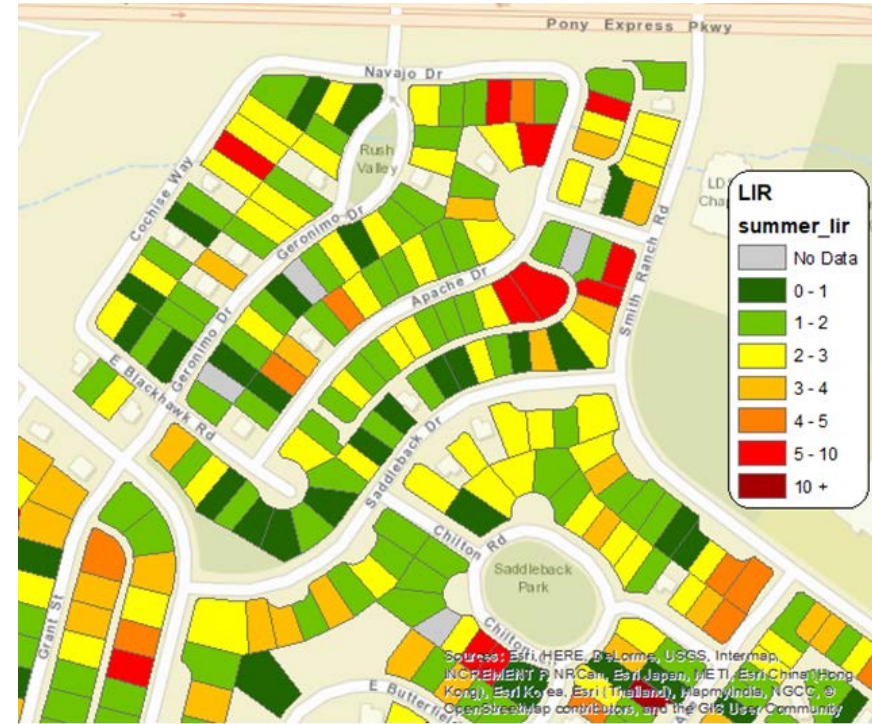 Pony Express Pkwy
Navajo Dr
Rush
Valley
Cochise Way
Geronimo Dr
LIR
summer_lir
No Data
0 - 1
1 - 2
2 - 3
3 - 4
4 - 5
5 - 10
10 +
Apache Dr
Smith Ranch Rd
Geronimo Dr
E Blackhawk Rd
Saddleback Dr
Chilton Rd
Saddleback
Park
Grant St
Chilton
E Butterfie
Sources: Esri, HERE, DeLorme, USGS, Intermap,
INCREMENT P, NRCan, Esri Japan, METI, Esri China (Hong
Kong), Esri Korea, Esri (Thailand), MapmyIndia, NGCC, ©
OpenStreetMap contributors, and the GIS User Community